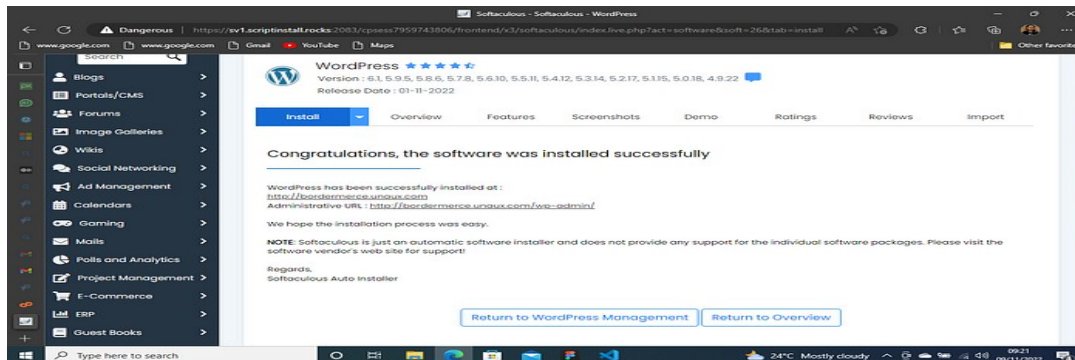 Softaculous - Softaculous - WordPress
Dangerous | https://sv1.scriptinstall.rocks:2083/cpsess7959743806/frontend/x3/softaculous/index.live.php?act=software&soft=26&tab=install
www.google.com www.google.com Gmail YouTube Maps Other favorite
Search
Blogs
Portals/CMS
Forums
Image Galleries
Wikis
Social Networking
Ad Management
Calendars
Gaming
Mails
Polls and Analytics
Project Management
E-Commerce
ERP
Guest Books
WordPress
Version : 6.1, 5.9.5, 5.8.6, 5.7.8, 5.6.10, 5.5.11, 5.4.12, 5.3.14, 5.2.17, 5.1.15, 5.0.18, 4.9.22
Release Date : 01-11-2022
Install Overview Features Screenshots Demo Ratings Reviews Import
Congratulations, the software was installed successfully
WordPress has been successfully installed at :
http://bordermerce.unaux.com
Administrative URL : http://bordermerce.unaux.com/wp-admin/
We hope the installation process was easy.
NOTE: Softaculous is just an automatic software installer and does not provide any support for the individual software packages. Please visit the
software vendor's web site for support!
Regards,
Softaculous Auto Installer
Return to WordPress Management Return to Overview
Type here to search
24°C Mostly cloudy
09:21
09/11/2022